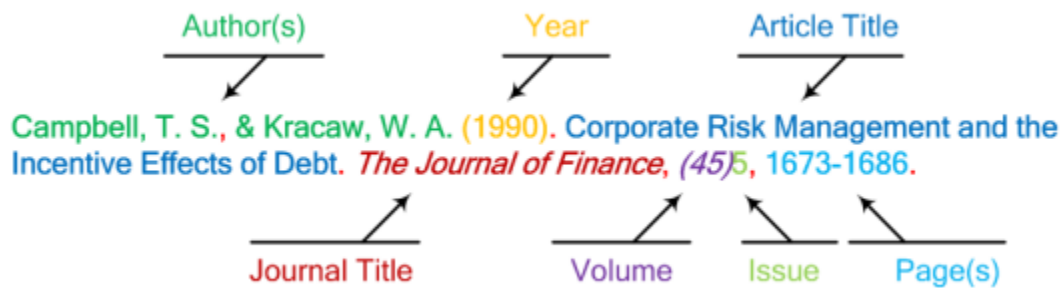 Author(s) Year Article Title
Campbell, T. S., & Kracaw, W. A. (1990). Corporate Risk Management and the
Incentive Effects of Debt. The Journal of Finance, (45)5, 1673-1686.
Journal Title Volume Issue Page(s)